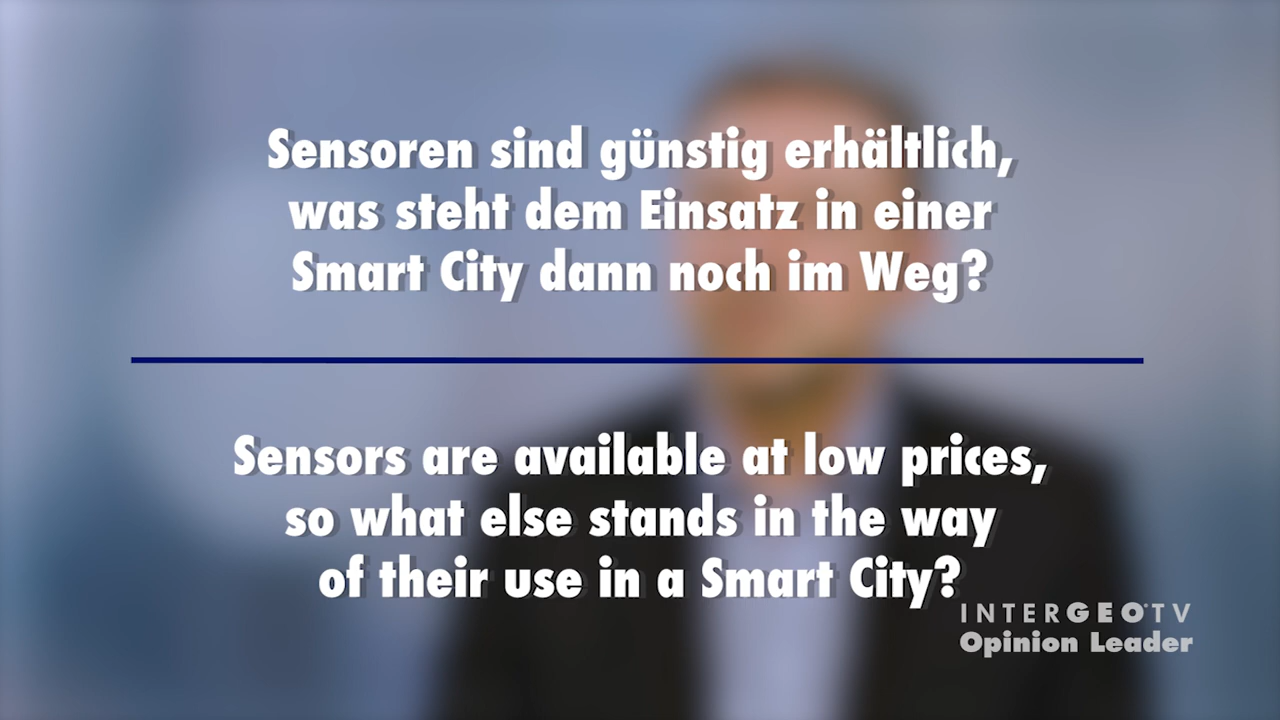 Sensoren sind günstig erhältlich,
was steht dem Einsatz in einer
Smart City dann noch im Weg?
Sensors are available at low prices,
so what else stands in the way
of their use in a Smart City?
INTERGEO TV
Opinion Leader